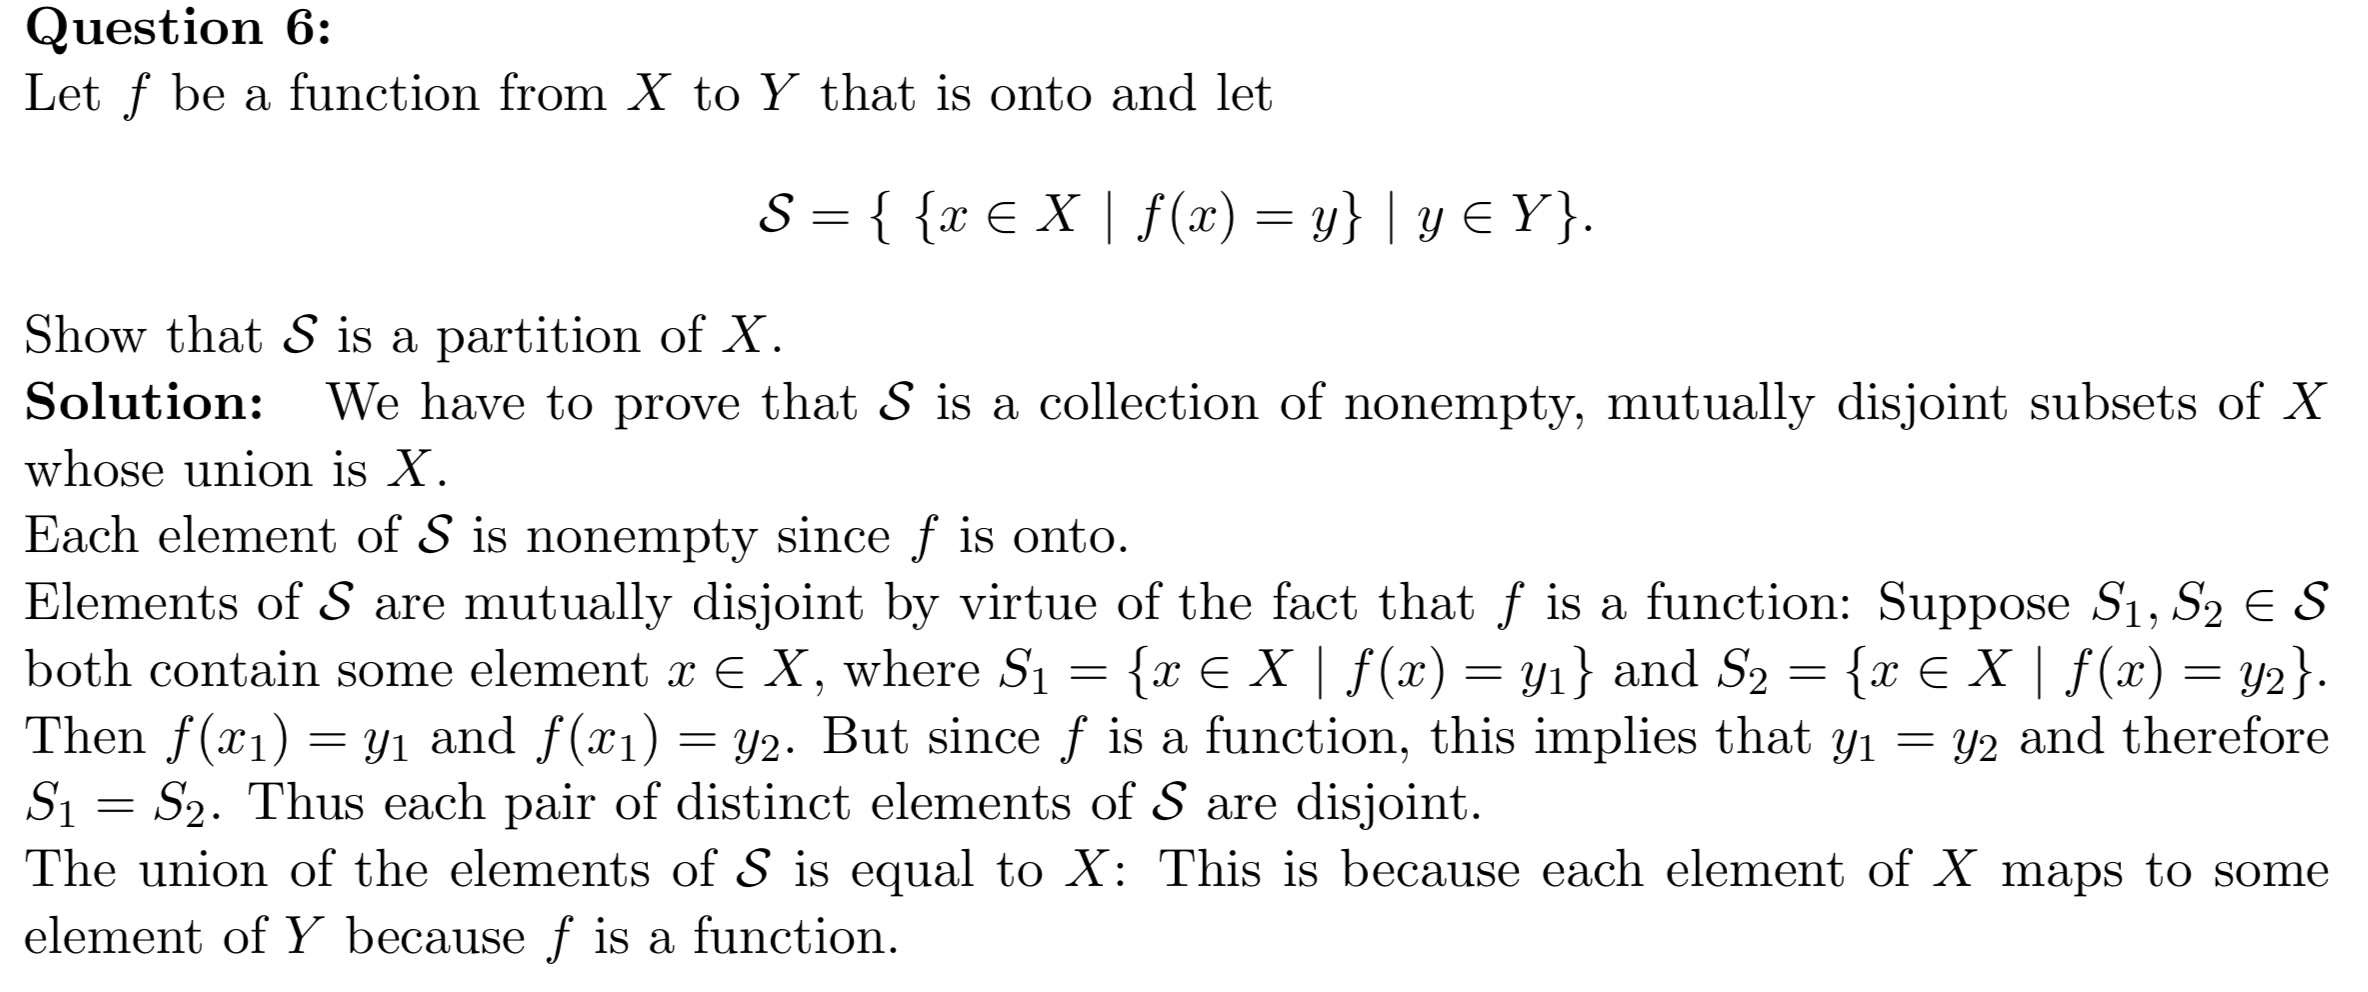 Question 6:
Let f be a function from X to Y that is onto and let
𝒮 = { {x ∈ X | f(x) = y} | y ∈ Y}.
Show that 𝒮 is a partition of X.
Solution: We have to prove that 𝒮 is a collection of nonempty, mutually disjoint subsets of X
whose union is X.
Each element of 𝒮 is nonempty since f is onto.
Elements of 𝒮 are mutually disjoint by virtue of the fact that f is a function: Suppose S₁, S₂ ∈ 𝒮
both contain some element x ∈ X, where S₁ = {x ∈ X | f(x) = y₁} and S₂ = {x ∈ X | f(x) = y₂}.
Then f(x₁) = y₁ and f(x₁) = y₂. But since f is a function, this implies that y₁ = y₂ and therefore
S₁ = S₂. Thus each pair of distinct elements of 𝒮 are disjoint.
The union of the elements of 𝒮 is equal to X: This is because each element of X maps to some
element of Y because f is a function.